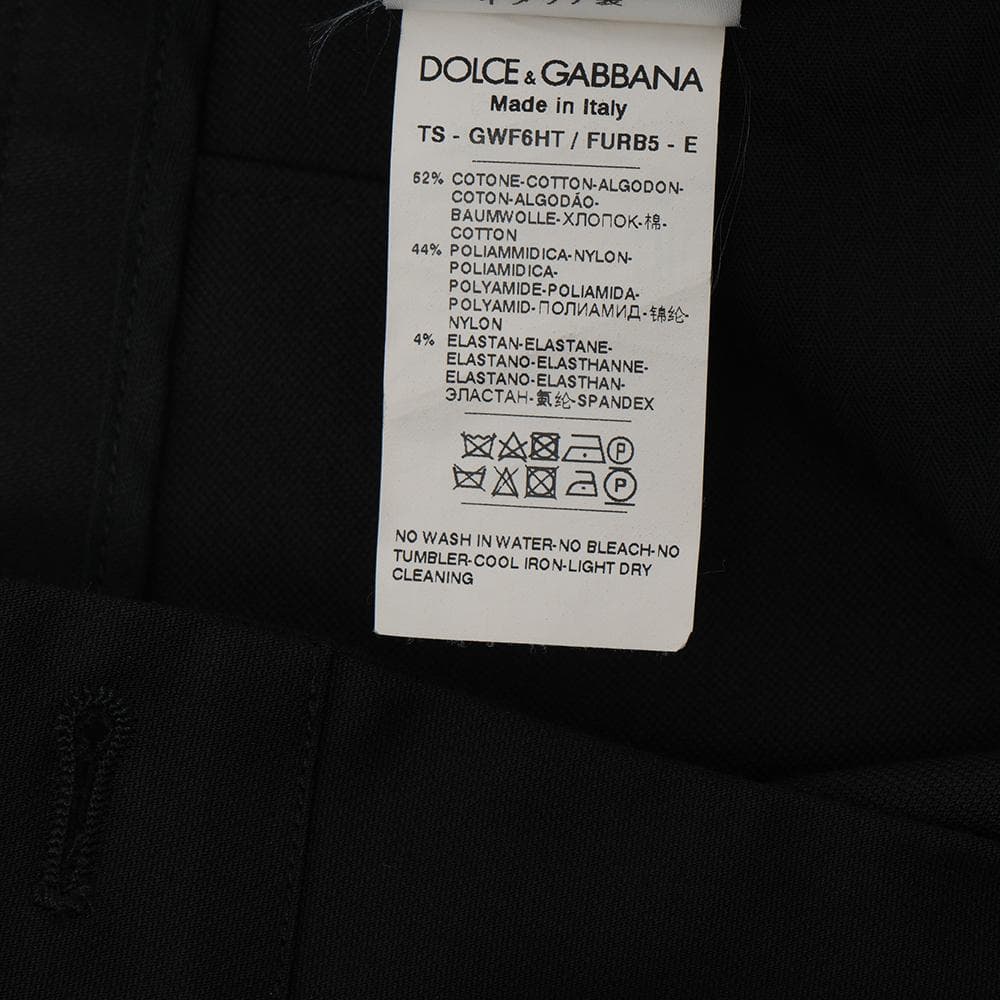 DOLCE & GABBANA
Made in Italy
TS - GWF6HT / FURB5 - E
62% COTONE-COTTON-ALGODON-
COTON-ALGODÃO-
BAUMWOLLE-ХЛОПОК-棉-
COTTON
44% POLIAMMIDICA-NYLON-
POLIAMIDICA-
POLYAMIDE-POLIAMIDA-
POLYAMID-ПОЛИАМИД-锦纶-
NYLON
4% ELASTAN-ELASTANE-
ELASTANO-ELASTHANNE-
ELASTANO-ELASTHAN-
ЭЛАСТАН-氨纶-SPANDEX
P
P
NO WASH IN WATER-NO BLEACH-NO
TUMBLER-COOL IRON-LIGHT DRY
CLEANING